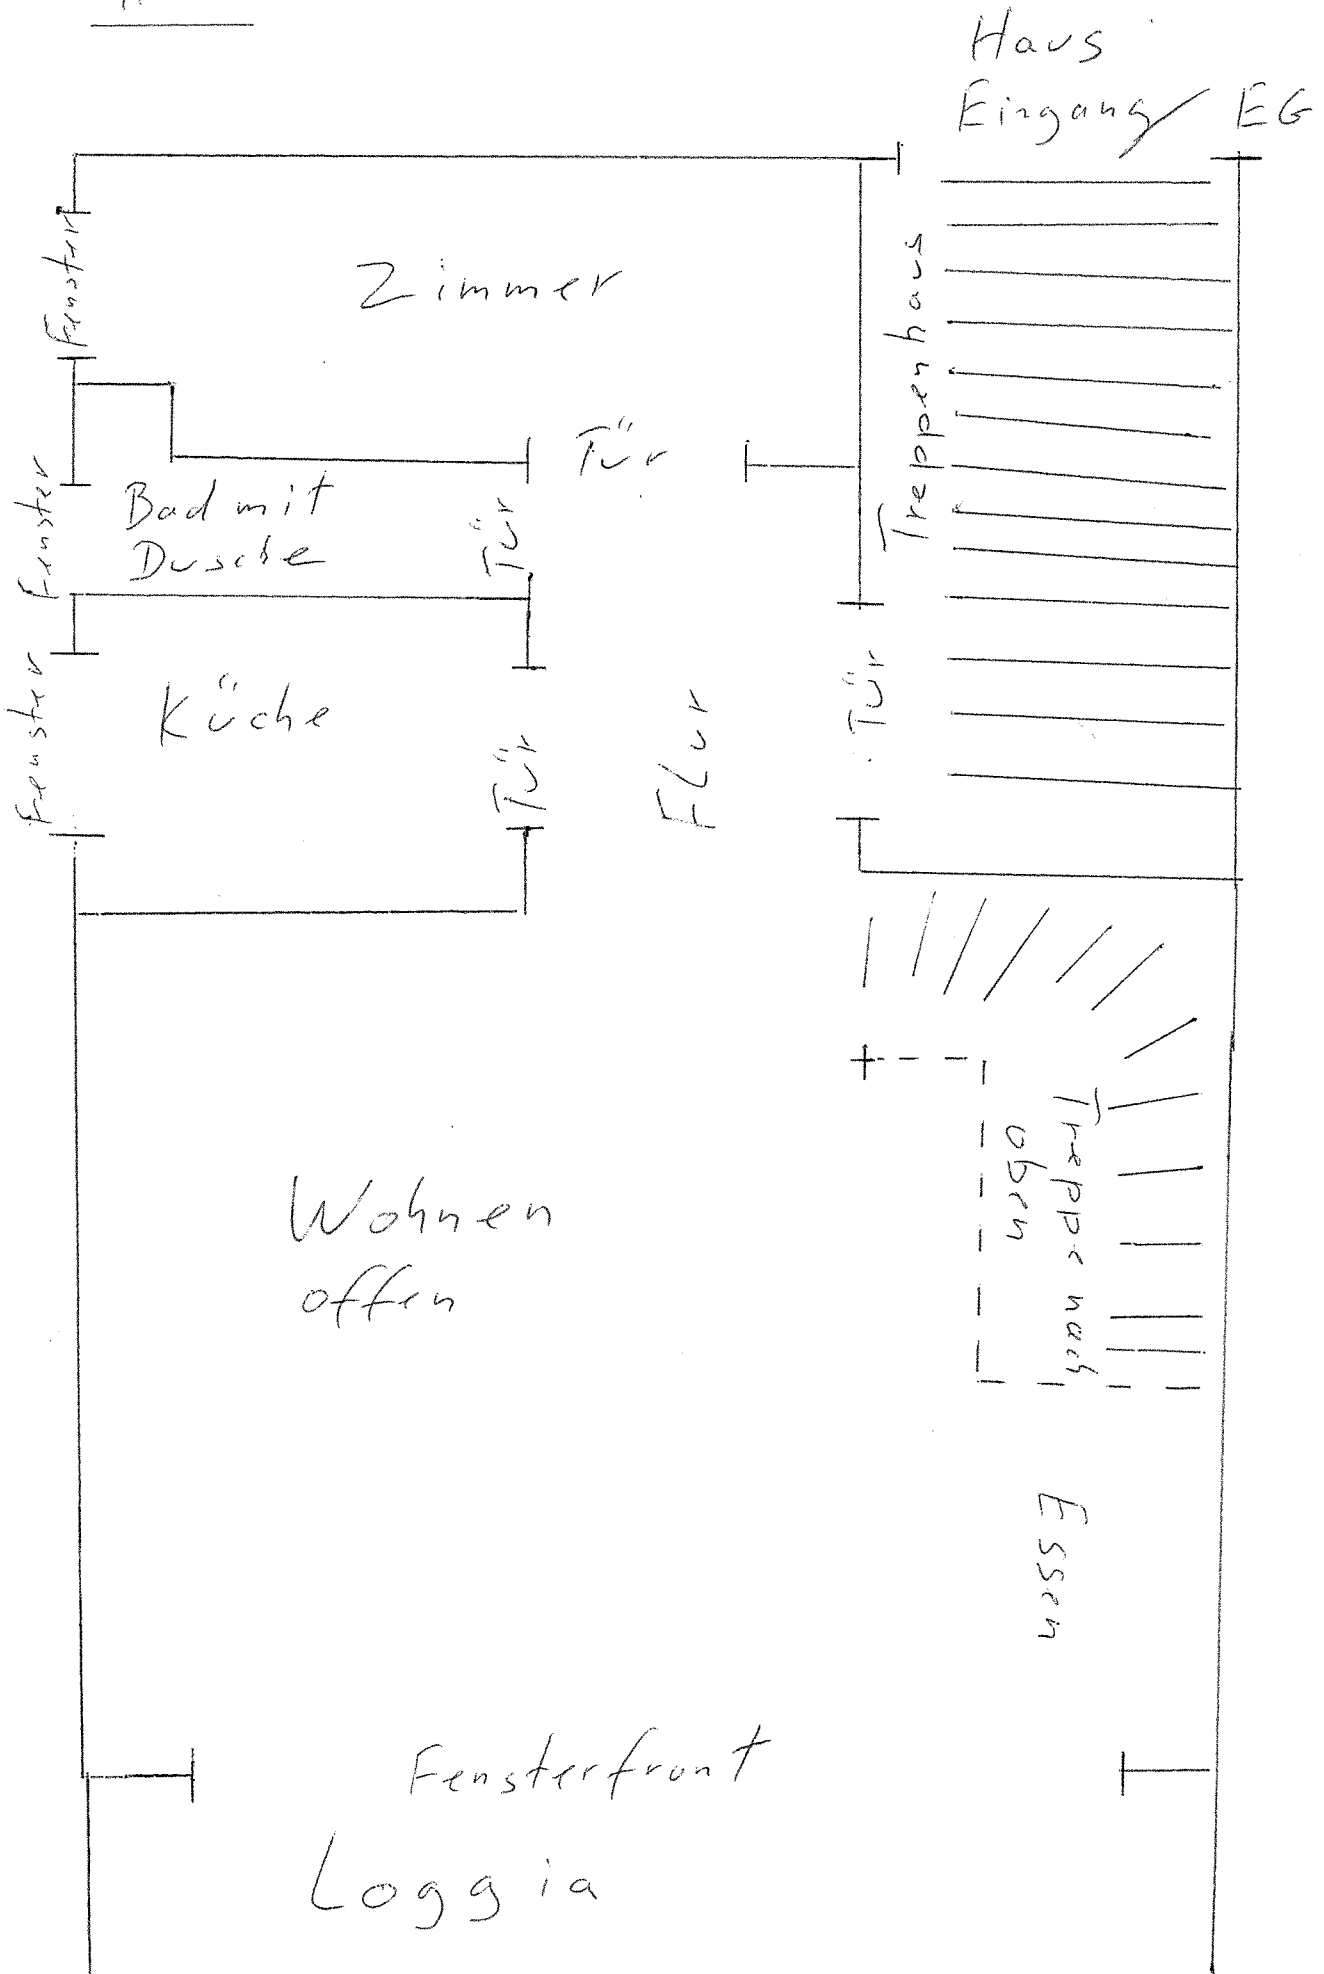 Haus
Eingang/ EG
Fenster
Zimmer
Treppenhaus
Tür
Fenster
Bad mit
Dusche
Tür
Fenster
Küche
Tür
Flur
Tür
Treppe nach
oben
Wohnen
offen
Essen
Fensterfront
Loggia